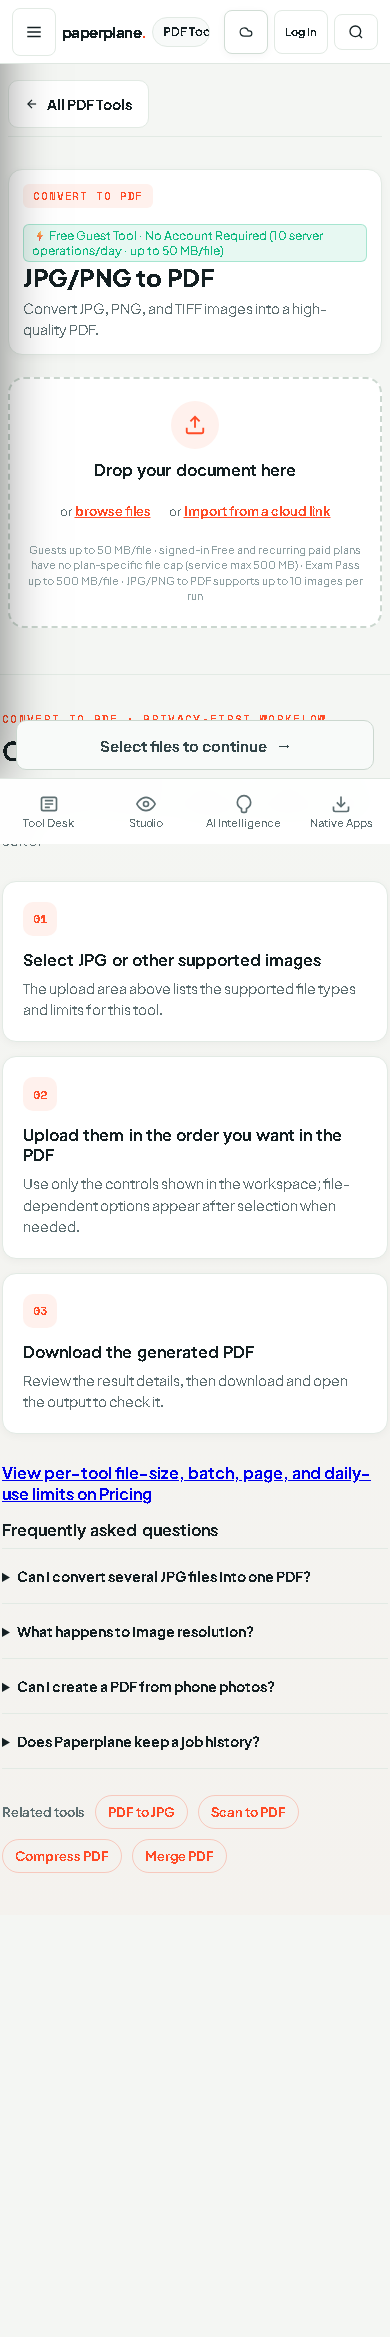 paperplane.
PDF Too
Log In
All PDF Tools
CONVERT TO PDF
Free Guest Tool · No Account Required (10 server
operations/day · up to 50 MB/file)
JPG/PNG to PDF
Convert JPG, PNG, and TIFF images into a high-
quality PDF.
Drop your document here
or browse files or Import from a cloud link
Guests up to 50 MB/file · signed-in Free and recurring paid plans
have no plan-specific file cap (service max 500 MB) · Exam Pass
up to 500 MB/file · JPG/PNG to PDF supports up to 10 images per
run
CONVERT TO PDF · PRIVACY-FIRST WORKFLOW
Select files to continue →
Tool Desk
Studio
AI Intelligence
Native Apps
01
Select JPG or other supported images
The upload area above lists the supported file types
and limits for this tool.
02
Upload them in the order you want in the
PDF
Use only the controls shown in the workspace; file-
dependent options appear after selection when
needed.
03
Download the generated PDF
Review the result details, then download and open
the output to check it.
View per-tool file-size, batch, page, and daily-
use limits on Pricing
Frequently asked questions
Can I convert several JPG files into one PDF?
What happens to image resolution?
Can I create a PDF from phone photos?
Does Paperplane keep a job history?
Related tools
PDF to JPG
Scan to PDF
Compress PDF
Merge PDF